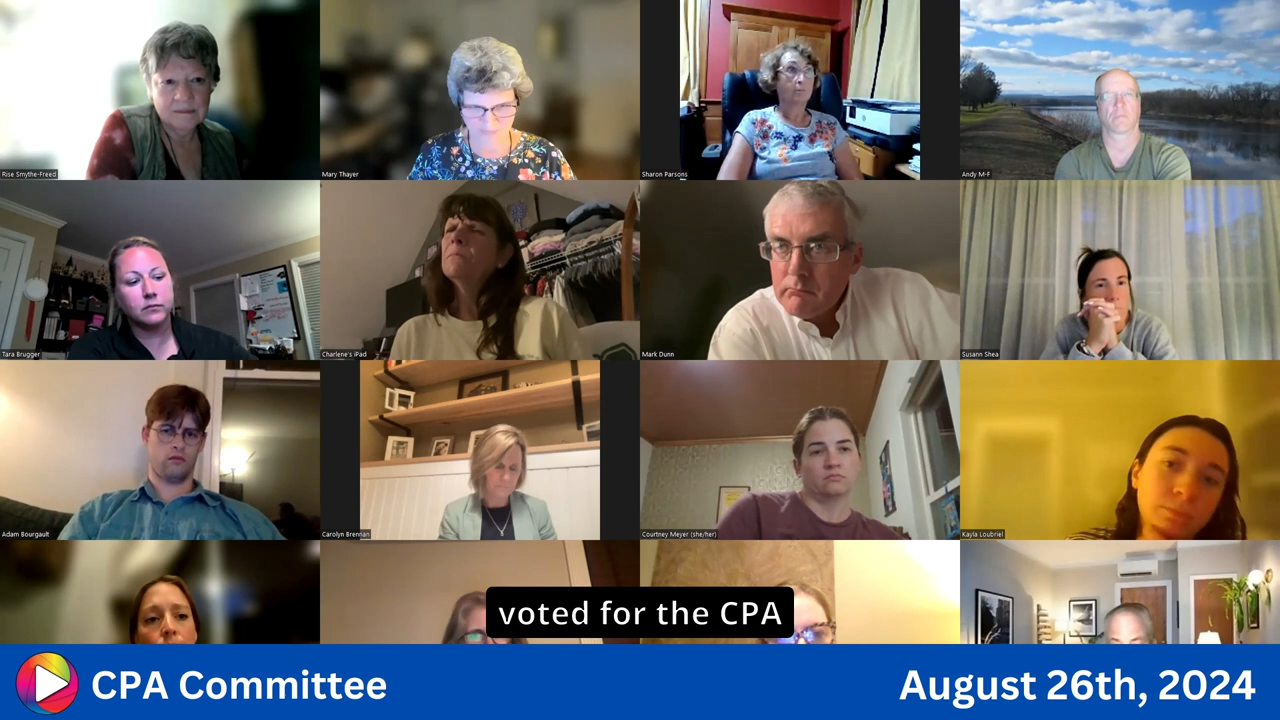 Rise Smythe-Freed
Mary Thayer
Sharon Parsons
Andy M-F
Tara Brugger
Charlene's iPad
Mark Dunn
Susann Shea
Adam Bourgault
Carolyn Brennan
Courtney Meyer (she/her)
Kayla Loubriel
voted for the CPA
CPA Committee
August 26th, 2024